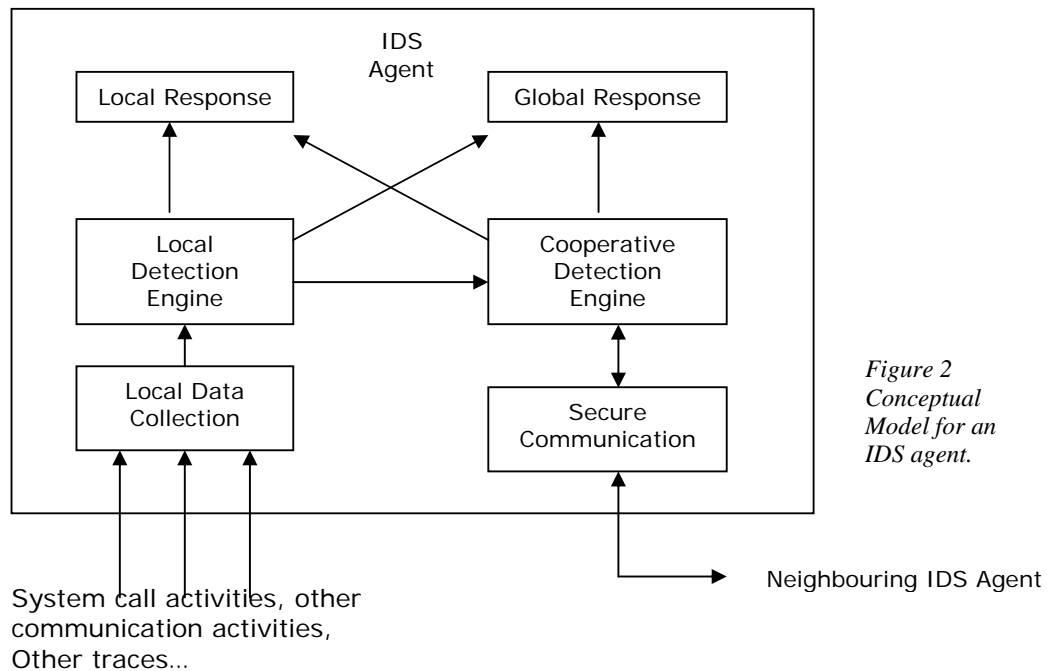 IDS
Agent
Local Response
Global Response
Local
Detection
Engine
Cooperative
Detection
Engine
Local Data
Collection
Secure
Communication
Figure 2
Conceptual
Model for an
IDS agent.
Neighbouring IDS Agent
System call activities, other
communication activities,
Other traces...